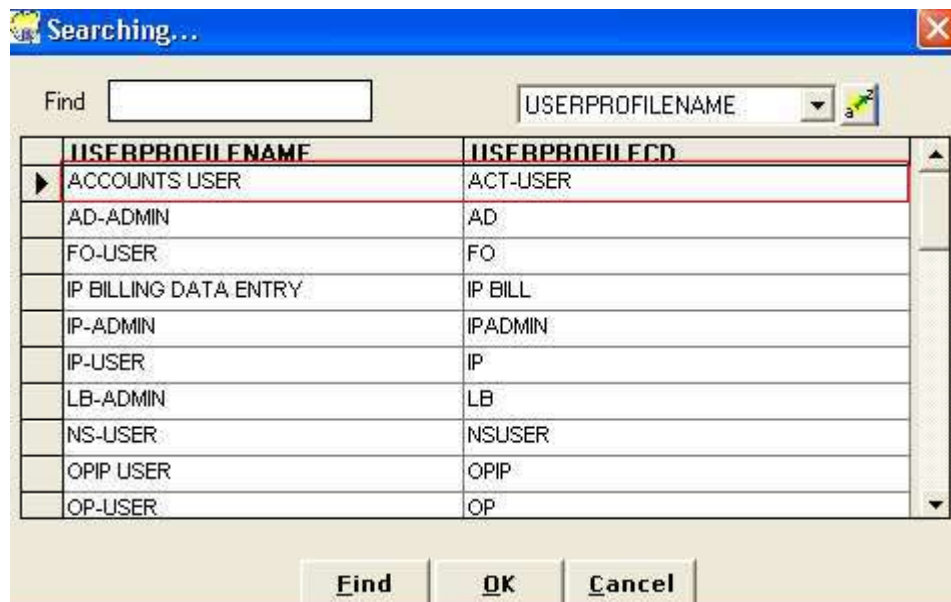 Searching...
Find USERPROFILENAME
USERPROFILENAME USERPROFILECD
ACCOUNTS USER ACT-USER
AD-ADMIN AD
FO-USER FO
IP BILLING DATA ENTRY IP BILL
IP-ADMIN IPADMIN
IP-USER IP
LB-ADMIN LB
NS-USER NSUSER
OPIP USER OPIP
OP-USER OP
Find OK Cancel